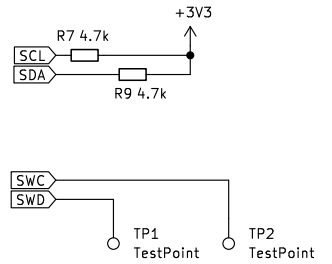 +3V3
R7 4.7k
SCL
SDA
R9 4.7k
SWC
SWD
TP1
TestPoint
TP2
TestPoint